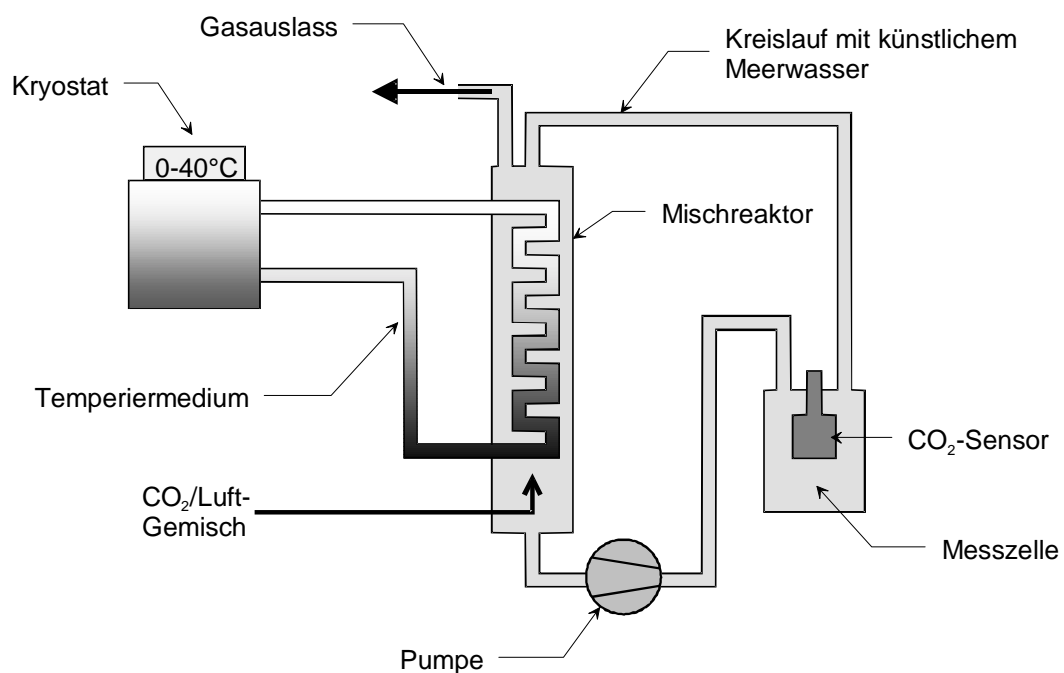 Gasauslass
Kreislauf mit künstlichem
Meerwasser
Kryostat
0-40°C
Mischreaktor
Temperiermedium
CO₂-Sensor
CO₂/Luft-
Gemisch
Messzelle
Pumpe